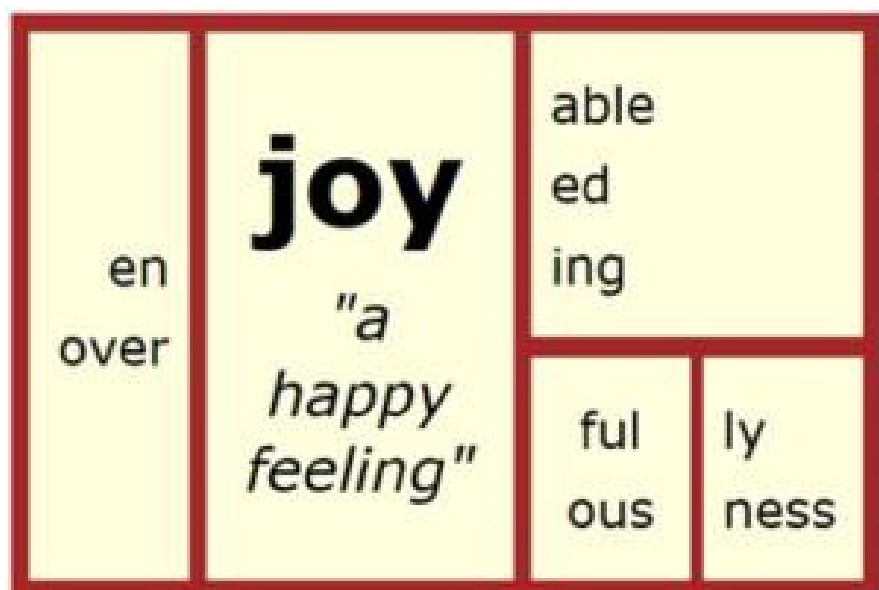 en
over
joy
"a
happy
feeling"
able
ed
ing
ful
ous
ly
ness